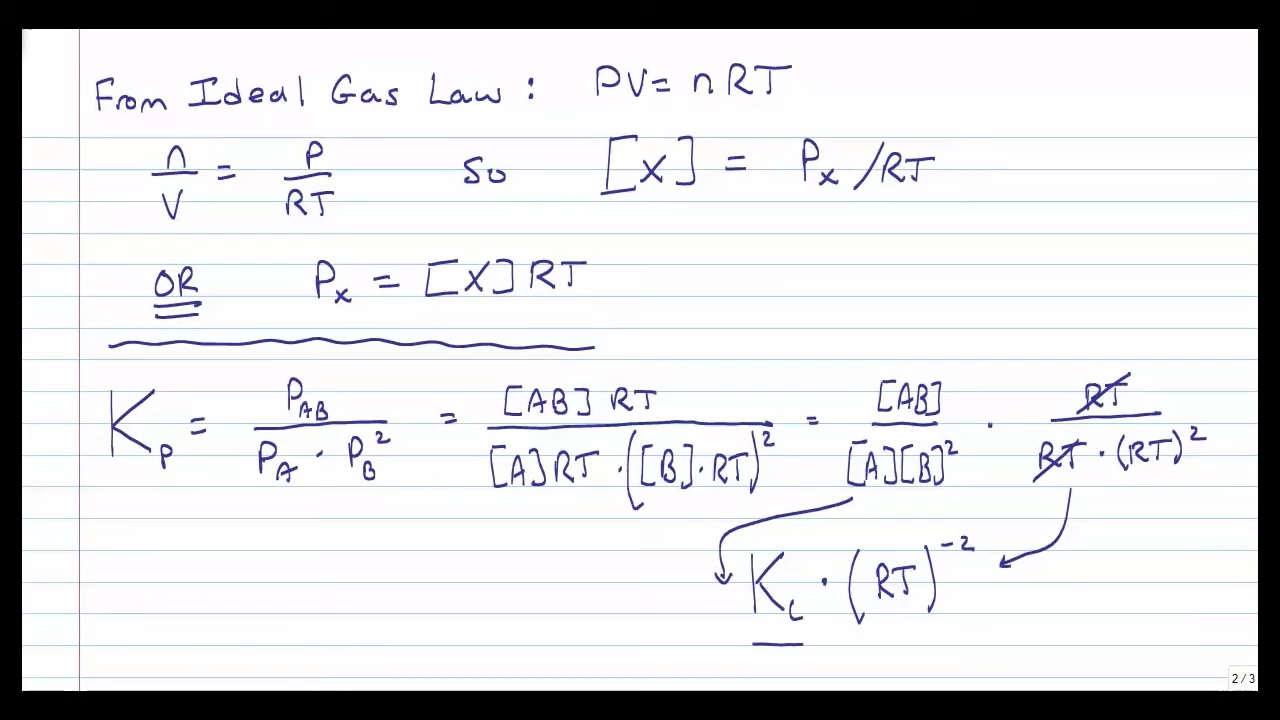 From Ideal Gas Law : PV = nRT
n/V = P/RT so [X] = Px/RT
OR Px = [X] RT
Kp = P_AB / (P_A · P_B²) = [AB] RT / ([A]RT · ([B]·RT)²) = [AB] / ([A][B]²) · RT / (RT · (RT)²)
Kc · (RT)⁻²
2 / 3